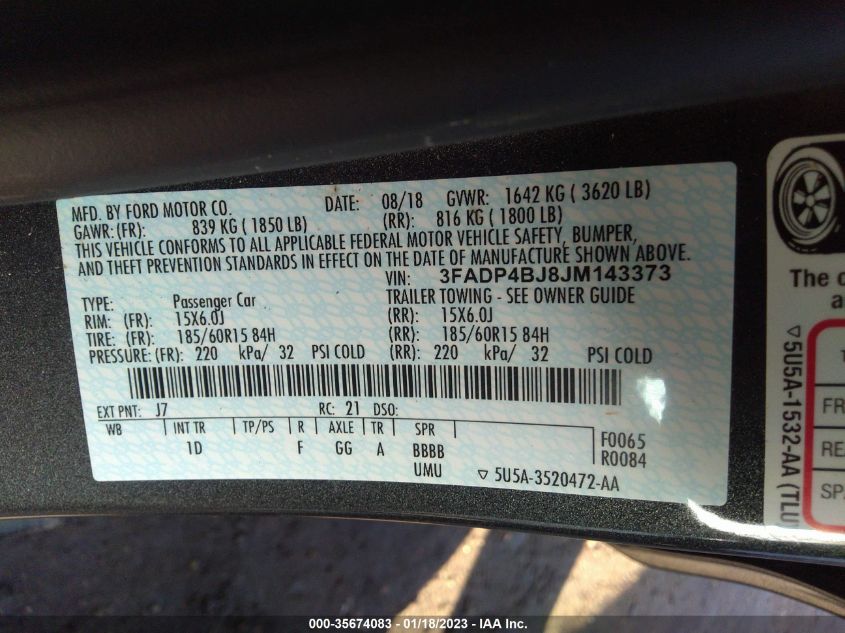 MFD. BY FORD MOTOR CO.
DATE: 08/18 GVWR: 1642 KG ( 3620 LB)
GAWR:(FR): 839 KG ( 1850 LB) (RR): 816 KG ( 1800 LB)
THIS VEHICLE CONFORMS TO ALL APPLICABLE FEDERAL MOTOR VEHICLE SAFETY, BUMPER,
AND THEFT PREVENTION STANDARDS IN EFFECT ON THE DATE OF MANUFACTURE SHOWN ABOVE.
VIN: 3FADP4BJ8JM143373
TYPE: Passenger Car TRAILER TOWING - SEE OWNER GUIDE
RIM: (FR): 15X6.0J (RR): 15X6.0J
TIRE: (FR): 185/60R15 84H (RR): 185/60R15 84H
PRESSURE:(FR): 220 kPa/ 32 PSI COLD (RR): 220 kPa/ 32 PSI COLD
EXT PNT: J7 RC: 21 DSO:
WB INT TR TP/PS R AXLE TR SPR
1D F GG A BBBB
UMU
F0065
R0084
▽ 5U5A-3520472-AA
The
a
▽5U5A-1532-AA (TLU
FR
RE
SPA
000-35674083 - 01/18/2023 - IAA Inc.